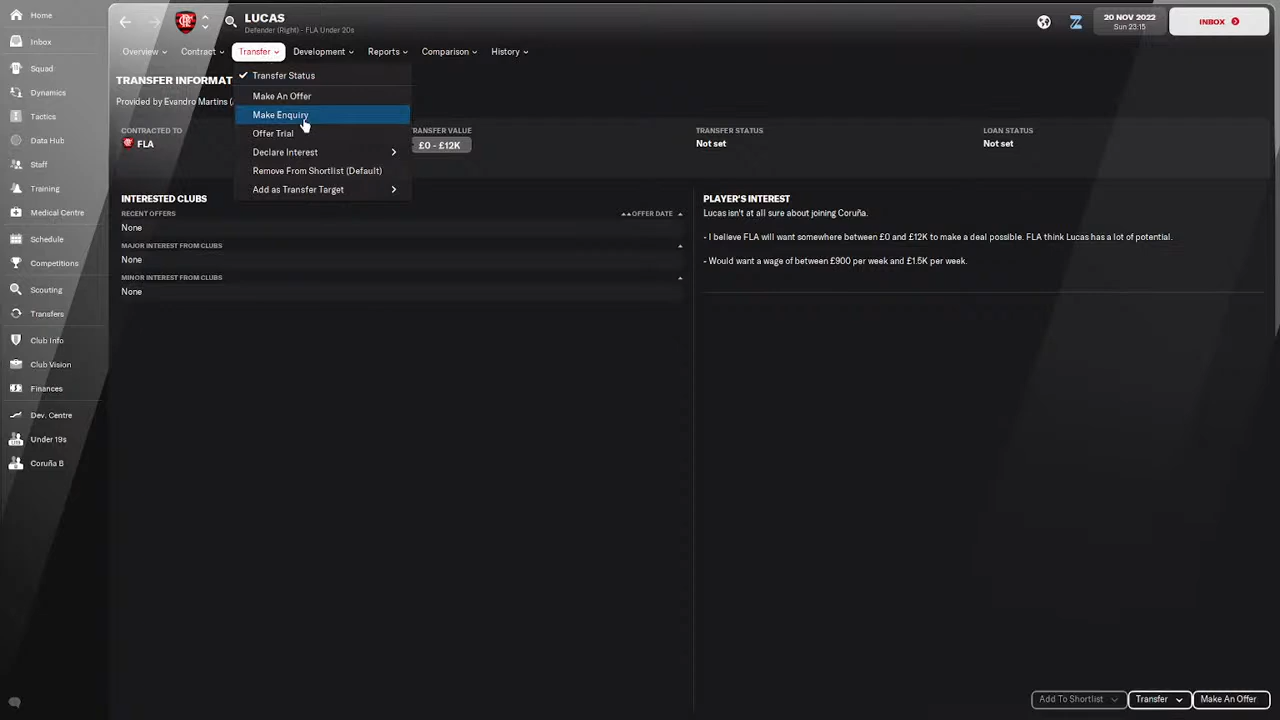 Home
LUCAS
Defender (Right) - FLA Under 20s
20 NOV 2022
Sun 23:15
INBOX
Inbox
Overview
Contract
Transfer
Development
Reports
Comparison
History
Squad
TRANSFER INFORMAT
Transfer Status
Dynamics
Provided by Evandro Martins (
Make An Offer
Tactics
Make Enquiry
Data Hub
CONTRACTED TO
FLA
Offer Trial
TRANSFER VALUE
£0 - £12K
TRANSFER STATUS
Not set
LOAN STATUS
Not set
Staff
Declare Interest
Remove From Shortlist (Default)
Training
Add as Transfer Target
Medical Centre
INTERESTED CLUBS
RECENT OFFERS
OFFER DATE
None
MAJOR INTEREST FROM CLUBS
None
MINOR INTEREST FROM CLUBS
None
PLAYER'S INTEREST
Lucas isn't at all sure about joining Coruña.
- I believe FLA will want somewhere between £0 and £12K to make a deal possible. FLA think Lucas has a lot of potential.
- Would want a wage of between £900 per week and £1.5K per week.
Schedule
Competitions
Scouting
Transfers
Club Info
Club Vision
Finances
Dev. Centre
Under 19s
Coruña B
Add To Shortlist
Transfer
Make An Offer